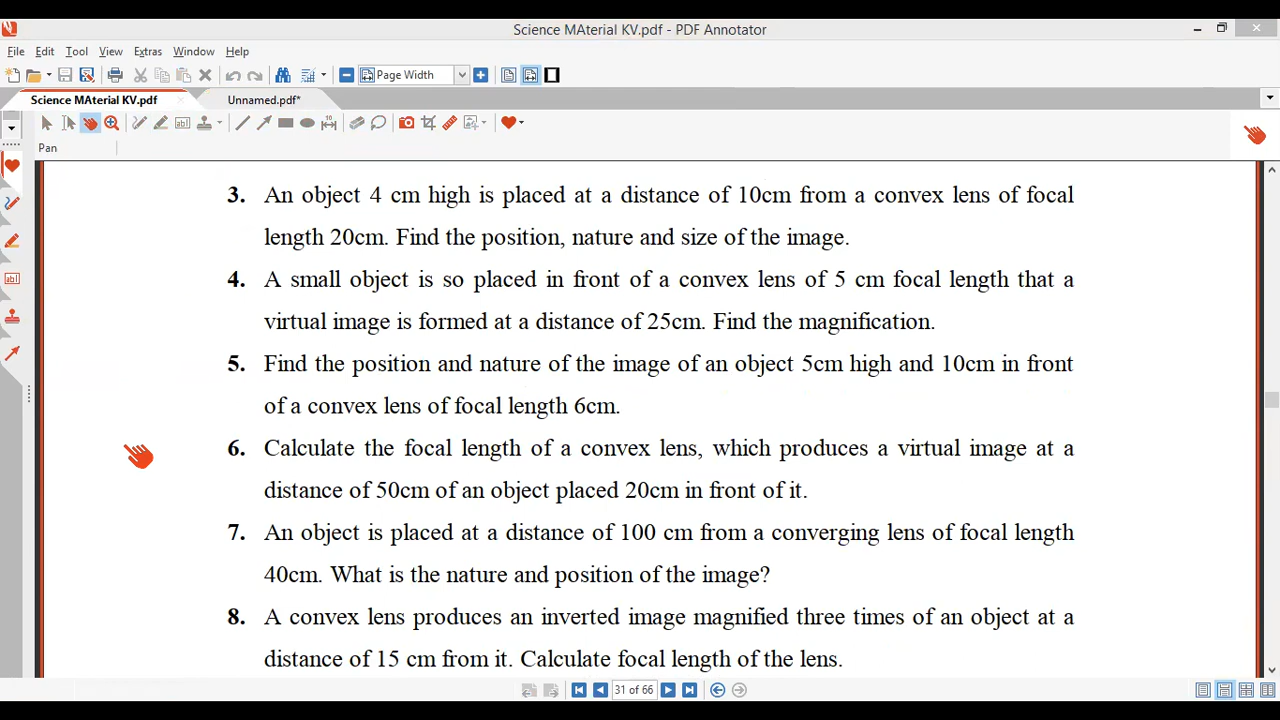 Science MAterial KV.pdf - PDF Annotator
File Edit Tool View Extras Window Help
Page Width
Science MAterial KV.pdf
Unnamed.pdf*
Pan
3. An object 4 cm high is placed at a distance of 10cm from a convex lens of focal
length 20cm. Find the position, nature and size of the image.
4. A small object is so placed in front of a convex lens of 5 cm focal length that a
virtual image is formed at a distance of 25cm. Find the magnification.
5. Find the position and nature of the image of an object 5cm high and 10cm in front
of a convex lens of focal length 6cm.
6. Calculate the focal length of a convex lens, which produces a virtual image at a
distance of 50cm of an object placed 20cm in front of it.
7. An object is placed at a distance of 100 cm from a converging lens of focal length
40cm. What is the nature and position of the image?
8. A convex lens produces an inverted image magnified three times of an object at a
distance of 15 cm from it. Calculate focal length of the lens.
31 of 66